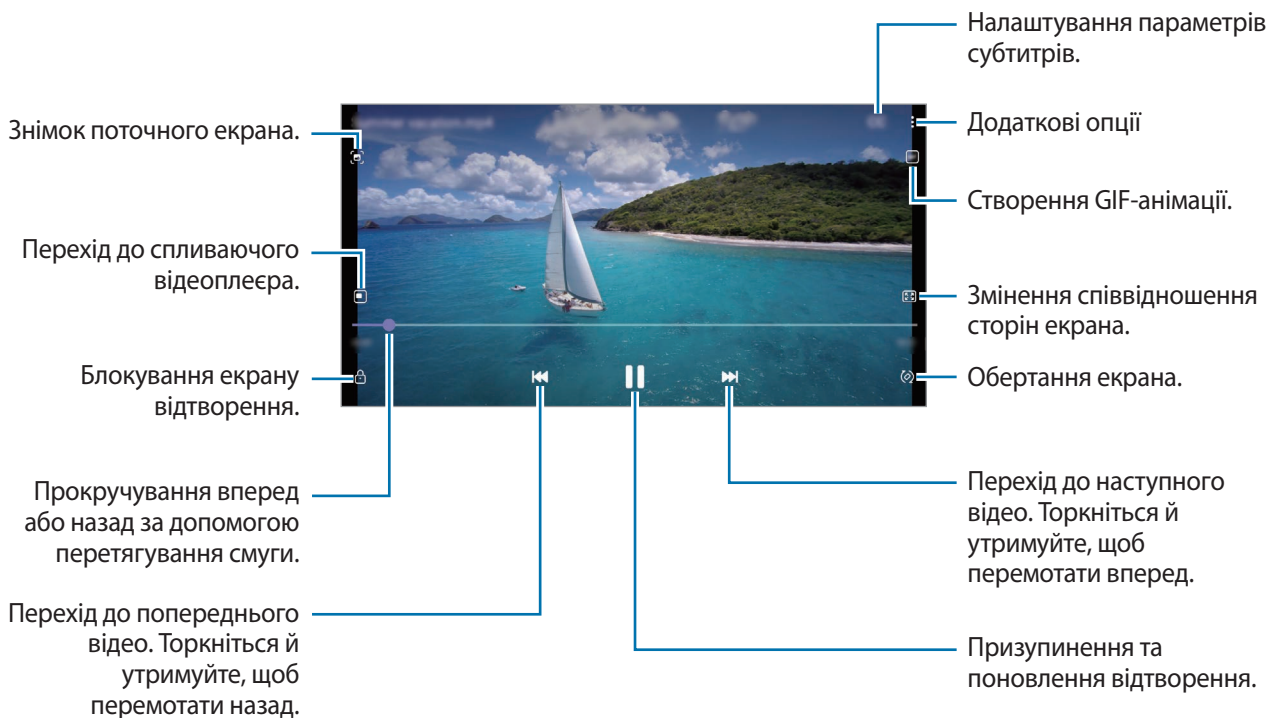 Налаштування параметрів
субтитрів.
Знімок поточного екрана.
Додаткові опції
Створення GIF-анімації.
Перехід до спливаючого
відеоплеєра.
Змінення співвідношення
сторін екрана.
Блокування екрану
відтворення.
Обертання екрана.
Прокручування вперед
або назад за допомогою
перетягування смуги.
Перехід до наступного
відео. Торкніться й
утримуйте, щоб
перемотати вперед.
Перехід до попереднього
відео. Торкніться й
утримуйте, щоб
перемотати назад.
Призупинення та
поновлення відтворення.